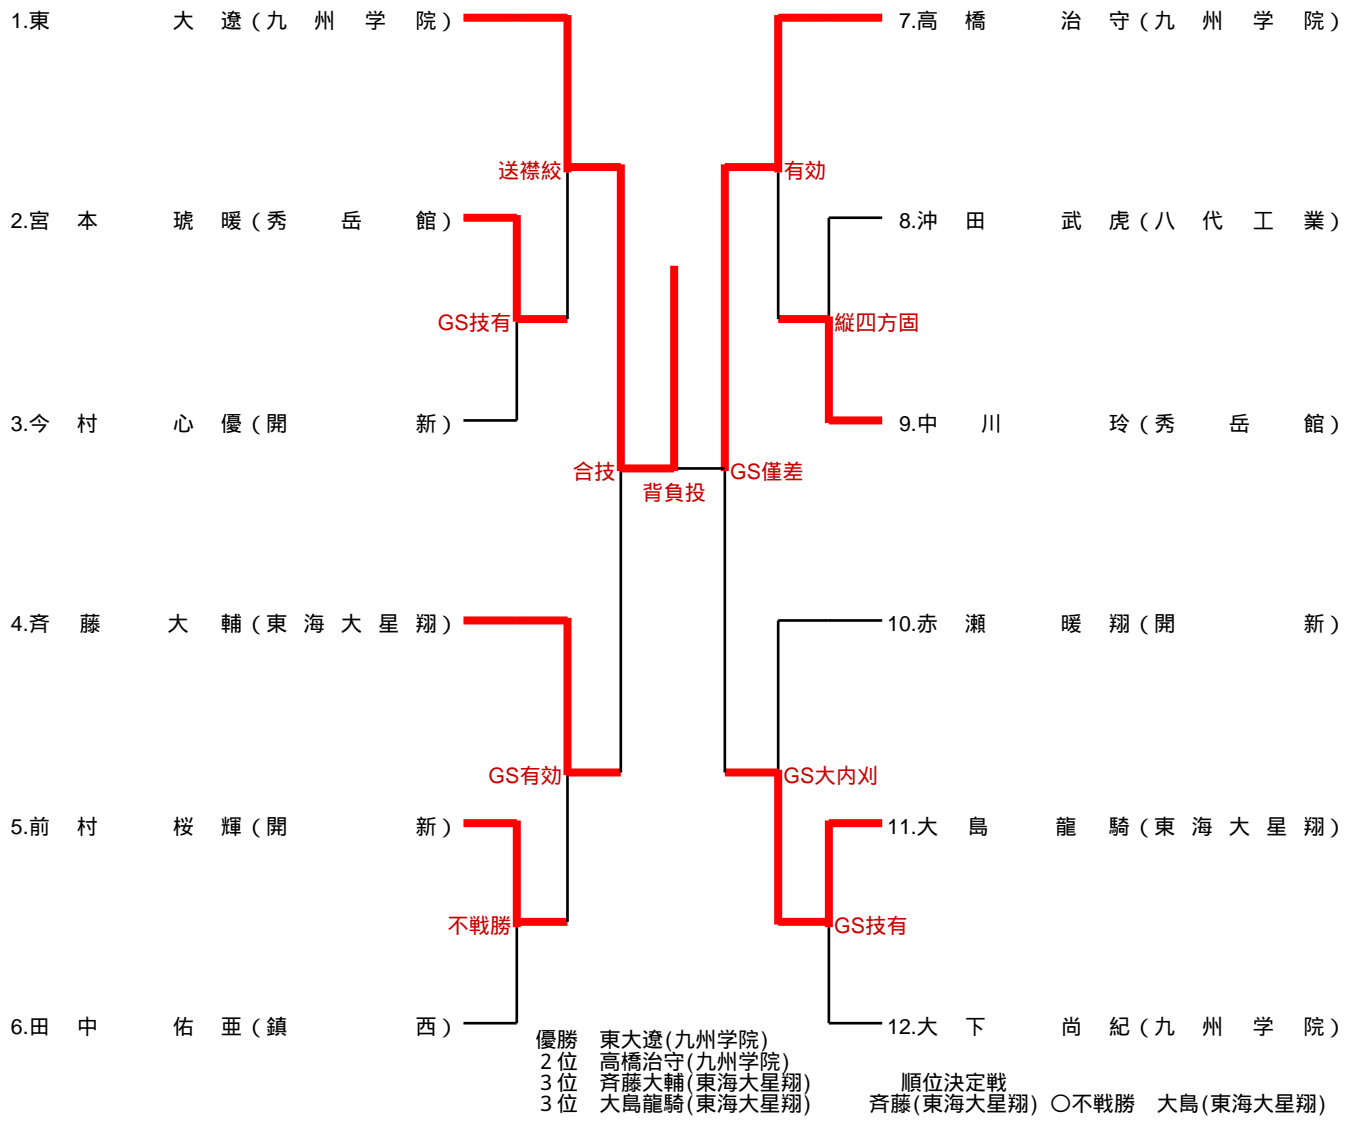 1.東 大遼(九州学院)
7.高橋 治守(九州学院)
送襟絞
有効
2.宮本 琥暖(秀岳館)
8.沖田 武虎(八代工業)
GS技有
縦四方固
3.今村 心優(開新)
9.中川 玲(秀岳館)
合技
GS僅差
背負投
4.斉藤 大輔(東海大星翔)
10.赤瀬 暖翔(開新)
GS有効
GS大内刈
5.前村 桜輝(開新)
11.大島 龍騎(東海大星翔)
不戦勝
GS技有
6.田中 佑亜(鎮西)
12.大下 尚紀(九州学院)
優勝 東大遼(九州学院)
2位 高橋治守(九州学院)
3位 斉藤大輔(東海大星翔) 順位決定戦
3位 大島龍騎(東海大星翔) 斉藤(東海大星翔) 〇不戦勝 大島(東海大星翔)